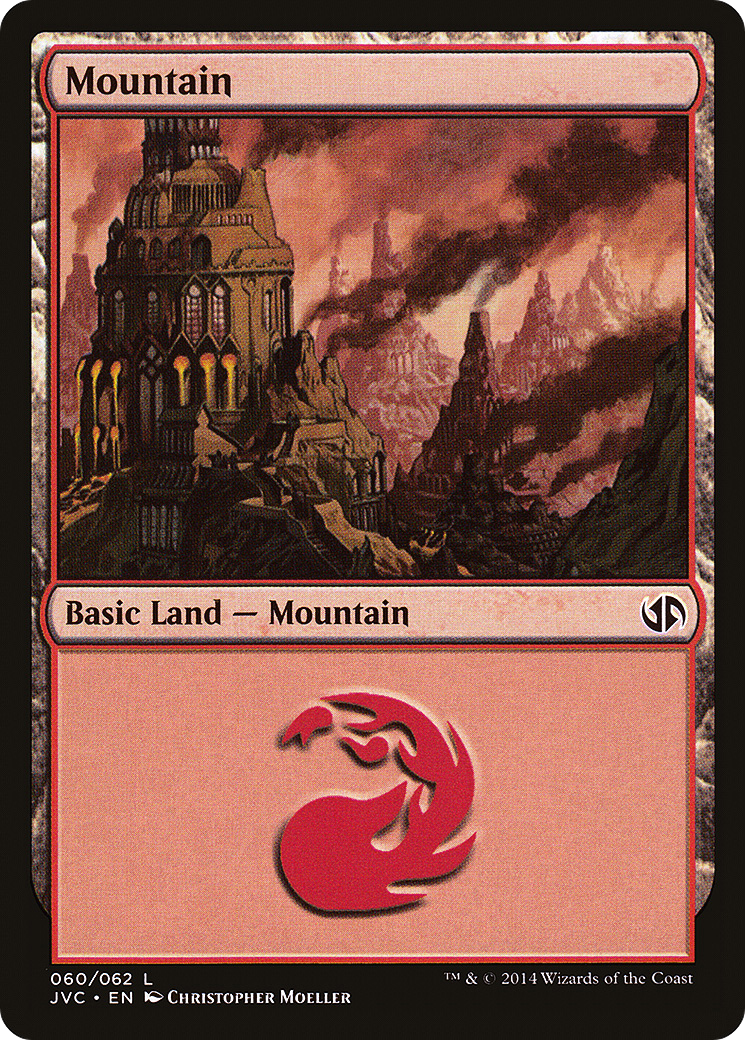 Mountain
Basic Land — Mountain
060/062 L
™ & © 2014 Wizards of the Coast
JVC • EN Christopher Moeller